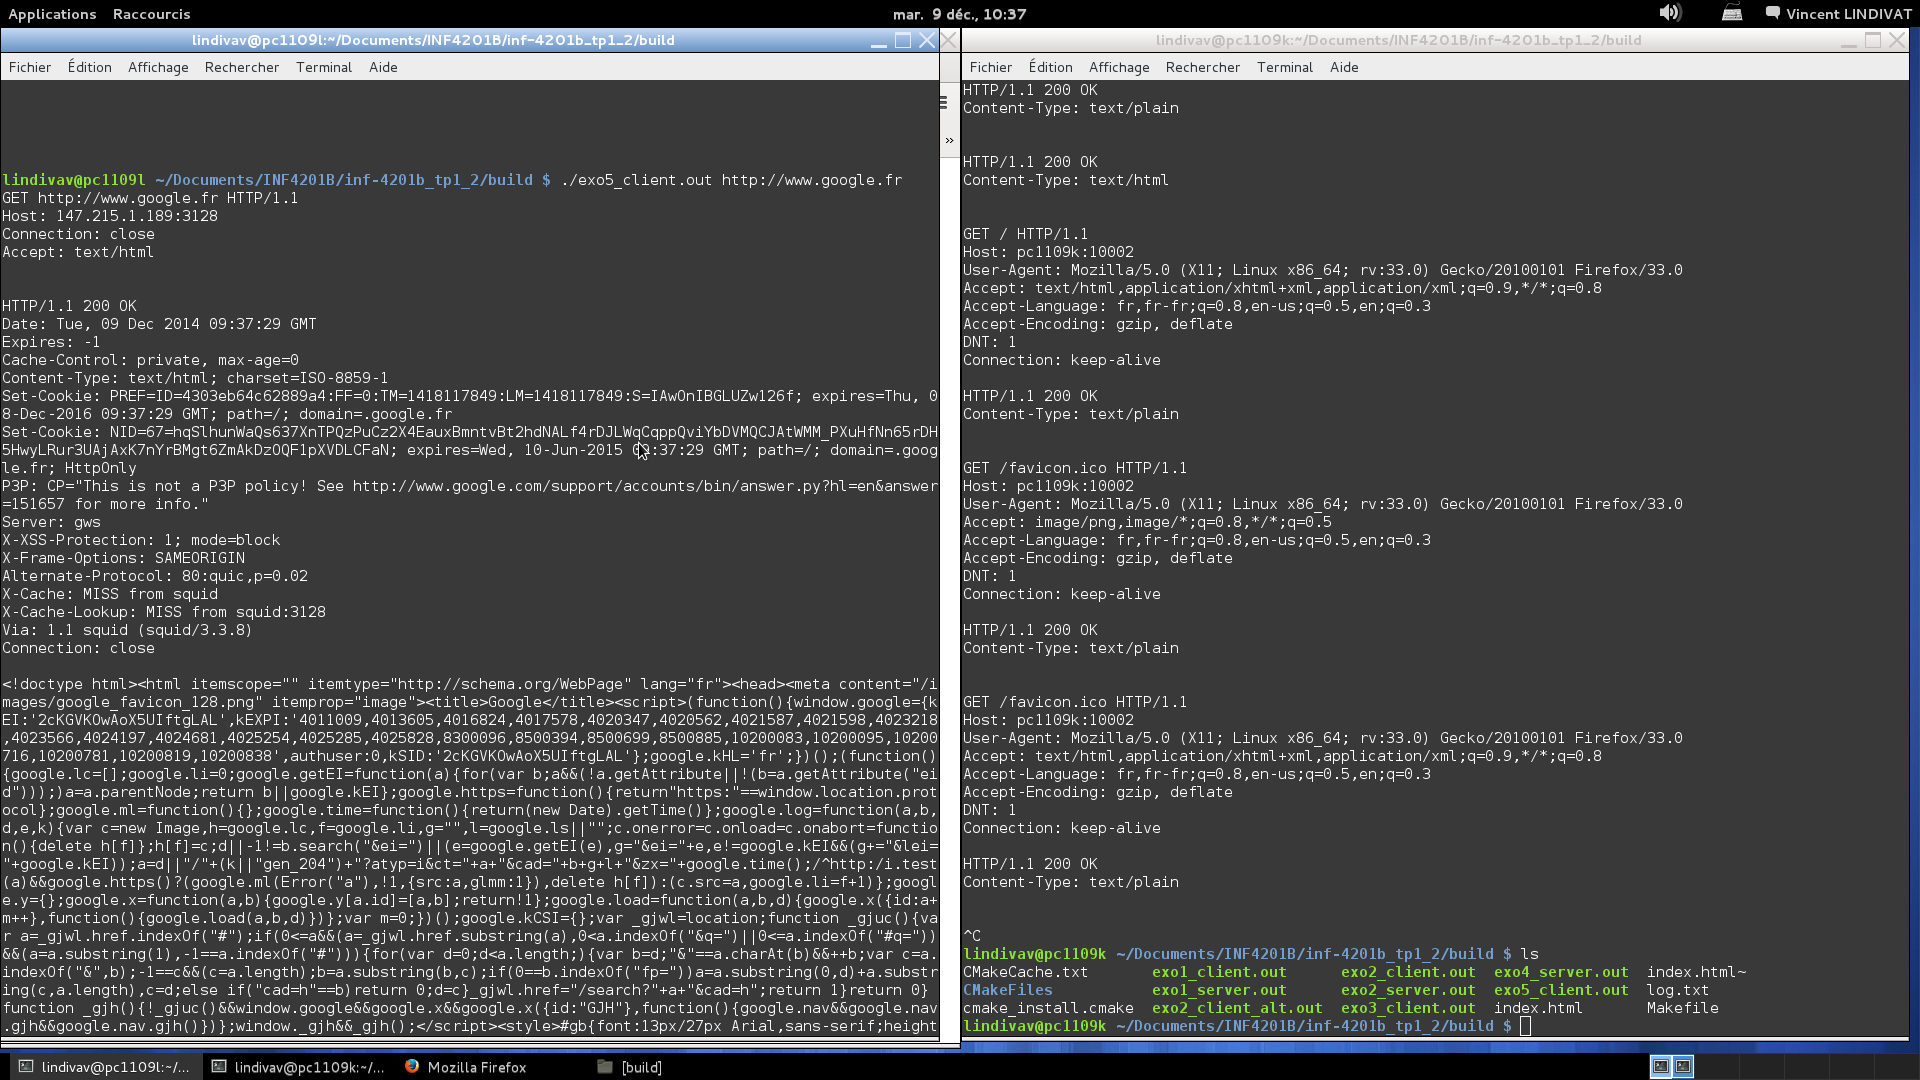 Applications Raccourcis mar. 9 déc., 10:37 Vincent LINDIVAT
lindivav@pc1109l:~/Documents/INF4201B/inf-4201b_tp1_2/build
Fichier Édition Affichage Rechercher Terminal Aide
lindivav@pc1109l ~/Documents/INF4201B/inf-4201b_tp1_2/build $ ./exo5_client.out http://www.google.fr
GET http://www.google.fr HTTP/1.1
Host: 147.215.1.189:3128
Connection: close
Accept: text/html
HTTP/1.1 200 OK
Date: Tue, 09 Dec 2014 09:37:29 GMT
Expires: -1
Cache-Control: private, max-age=0
Content-Type: text/html; charset=ISO-8859-1
Set-Cookie: PREF=ID=4303eb64c62889a4:FF=0:TM=1418117849:LM=1418117849:S=IAwOnIBGLUZw126f; expires=Thu, 0
8-Dec-2016 09:37:29 GMT; path=/; domain=.google.fr
Set-Cookie: NID=67=hqSlhunWaQs637XnTPQzPuCz2X4EauxBmntvBt2hdNALf4rDJLWqCqppQviYbDVMQCJAtWMM_PXuHfNn65rDH
5HwyLRur3UAjAxK7nYrBMgt6ZmAkDzOQF1pXVDLCFaN; expires=Wed, 10-Jun-2015 09:37:29 GMT; path=/; domain=.goog
le.fr; HttpOnly
P3P: CP="This is not a P3P policy! See http://www.google.com/support/accounts/bin/answer.py?hl=en&answer
=151657 for more info."
Server: gws
X-XSS-Protection: 1; mode=block
X-Frame-Options: SAMEORIGIN
Alternate-Protocol: 80:quic,p=0.02
X-Cache: MISS from squid
X-Cache-Lookup: MISS from squid:3128
Via: 1.1 squid (squid/3.3.8)
Connection: close
<!doctype html><html itemscope="" itemtype="http://schema.org/WebPage" lang="fr"><head><meta content="/i
mages/google_favicon_128.png" itemprop="image"><title>Google</title><script>(function(){window.google={k
EI:'2cKGVKOwAoX5UIftgLAL',kEXPI:'4011009,4013605,4016824,4017578,4020347,4020562,4021587,4021598,4023218
,4023566,4024197,4024681,4025254,4025285,4025828,8300096,8500394,8500699,8500885,10200083,10200095,10200
716,10200781,10200819,10200838',authuser:0,kSID:'2cKGVKOwAoX5UIftgLAL'};google.kHL='fr';})();(function()
{google.lc=[];google.li=0;google.getEI=function(a){for(var b;a&&(!a.getAttribute||!(b=a.getAttribute("ei
d")));)a=a.parentNode;return b||google.kEI};google.https=function(){return"https:"==window.location.prot
ocol};google.ml=function(){};google.time=function(){return(new Date).getTime()};google.log=function(a,b,
d,e,k){var c=new Image,h=google.lc,f=google.li,g="",l=google.ls||"";c.onerror=c.onload=c.onabort=functio
n(){delete h[f]};h[f]=c;d||-1!=b.search("&ei=")||(e=google.getEI(e),g="&ei="+e,e!=google.kEI&&(g+="&lei=
"+google.kEI));a=d||"/"+(k||"gen_204")+"?atyp=i&ct="+a+"&cad="+b+g+l+"&zx="+google.time();/^http:/i.test
(a)&&google.https()?(google.ml(Error("a"),!1,{src:a,glmm:1}),delete h[f]):(c.src=a,google.li=f+1)};googl
e.y={};google.x=function(a,b){google.y[a.id]=[a,b];return!1};google.load=function(a,b,d){google.x({id:a+
m++},function(){google.load(a,b,d)})};var m=0;})();google.kCSI={};var _gjwl=location;function _gjuc(){va
r a=_gjwl.href.indexOf("#");if(0<=a&&(a=_gjwl.href.substring(a),0<a.indexOf("&q=")||0<=a.indexOf("#q="))
&&(a=a.substring(1),-1==a.indexOf("#"))){for(var d=0;d<a.length;){var b=d;"&"==a.charAt(b)&&++b;var c=a.
indexOf("&",b);-1==c&&(c=a.length);b=a.substring(b,c);if(0==b.indexOf("fp="))a=a.substring(0,d)+a.substr
ing(c,a.length),c=d;else if("cad=h"==b)return 0;d=c}_gjwl.href="/search?"+a+"&cad=h";return 1}return 0}
function _gjh(){!_gjuc()&&window.google&&google.x&&google.x({id:"GJH"},function(){google.nav&&google.nav
.gjh&&google.nav.gjh()})};window._gjh&&_gjh();</script><style>#gb{font:13px/27px Arial,sans-serif;height
»
lindivav@pc1109k:~/Documents/INF4201B/inf-4201b_tp1_2/build
Fichier Édition Affichage Rechercher Terminal Aide
HTTP/1.1 200 OK
Content-Type: text/plain
HTTP/1.1 200 OK
Content-Type: text/html
GET / HTTP/1.1
Host: pc1109k:10002
User-Agent: Mozilla/5.0 (X11; Linux x86_64; rv:33.0) Gecko/20100101 Firefox/33.0
Accept: text/html,application/xhtml+xml,application/xml;q=0.9,*/*;q=0.8
Accept-Language: fr,fr-fr;q=0.8,en-us;q=0.5,en;q=0.3
Accept-Encoding: gzip, deflate
DNT: 1
Connection: keep-alive
HTTP/1.1 200 OK
Content-Type: text/plain
GET /favicon.ico HTTP/1.1
Host: pc1109k:10002
User-Agent: Mozilla/5.0 (X11; Linux x86_64; rv:33.0) Gecko/20100101 Firefox/33.0
Accept: image/png,image/*;q=0.8,*/*;q=0.5
Accept-Language: fr,fr-fr;q=0.8,en-us;q=0.5,en;q=0.3
Accept-Encoding: gzip, deflate
DNT: 1
Connection: keep-alive
HTTP/1.1 200 OK
Content-Type: text/plain
GET /favicon.ico HTTP/1.1
Host: pc1109k:10002
User-Agent: Mozilla/5.0 (X11; Linux x86_64; rv:33.0) Gecko/20100101 Firefox/33.0
Accept: text/html,application/xhtml+xml,application/xml;q=0.9,*/*;q=0.8
Accept-Language: fr,fr-fr;q=0.8,en-us;q=0.5,en;q=0.3
Accept-Encoding: gzip, deflate
DNT: 1
Connection: keep-alive
HTTP/1.1 200 OK
Content-Type: text/plain
^C
lindivav@pc1109k ~/Documents/INF4201B/inf-4201b_tp1_2/build $ ls
CMakeCache.txt exo1_client.out exo2_client.out exo4_server.out index.html~
CMakeFiles exo1_server.out exo2_server.out exo5_client.out log.txt
cmake_install.cmake exo2_client_alt.out exo3_client.out index.html Makefile
lindivav@pc1109k ~/Documents/INF4201B/inf-4201b_tp1_2/build $
lindivav@pc1109l:~/... lindivav@pc1109k:~/... Mozilla Firefox [build]